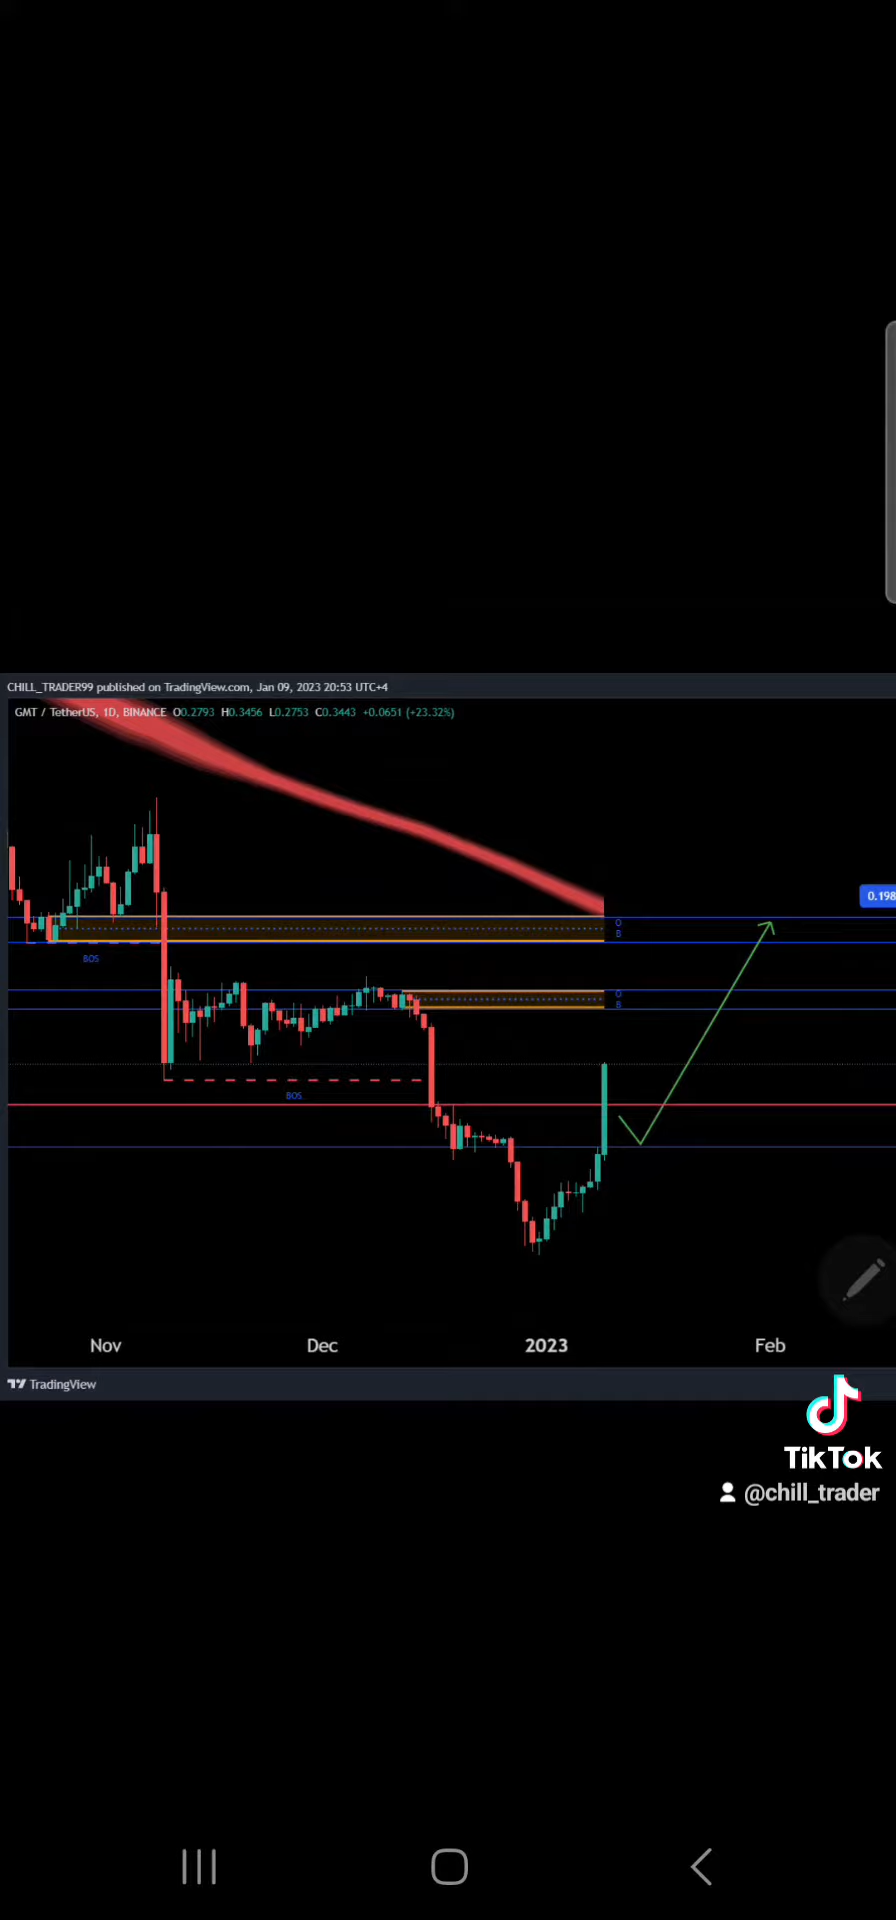 CHILL_TRADER99 published on TradingView.com, Jan 09, 2023 20:53 UTC+4
GMT / TetherUS, 1D, BINANCE O0.2793 H0.3456 L0.2753 C0.3443 +0.0651 (+23.32%)
0.198
O
B
BOS
O
B
BOS
Nov Dec 2023 Feb
TradingView
TikTok
@chill_trader